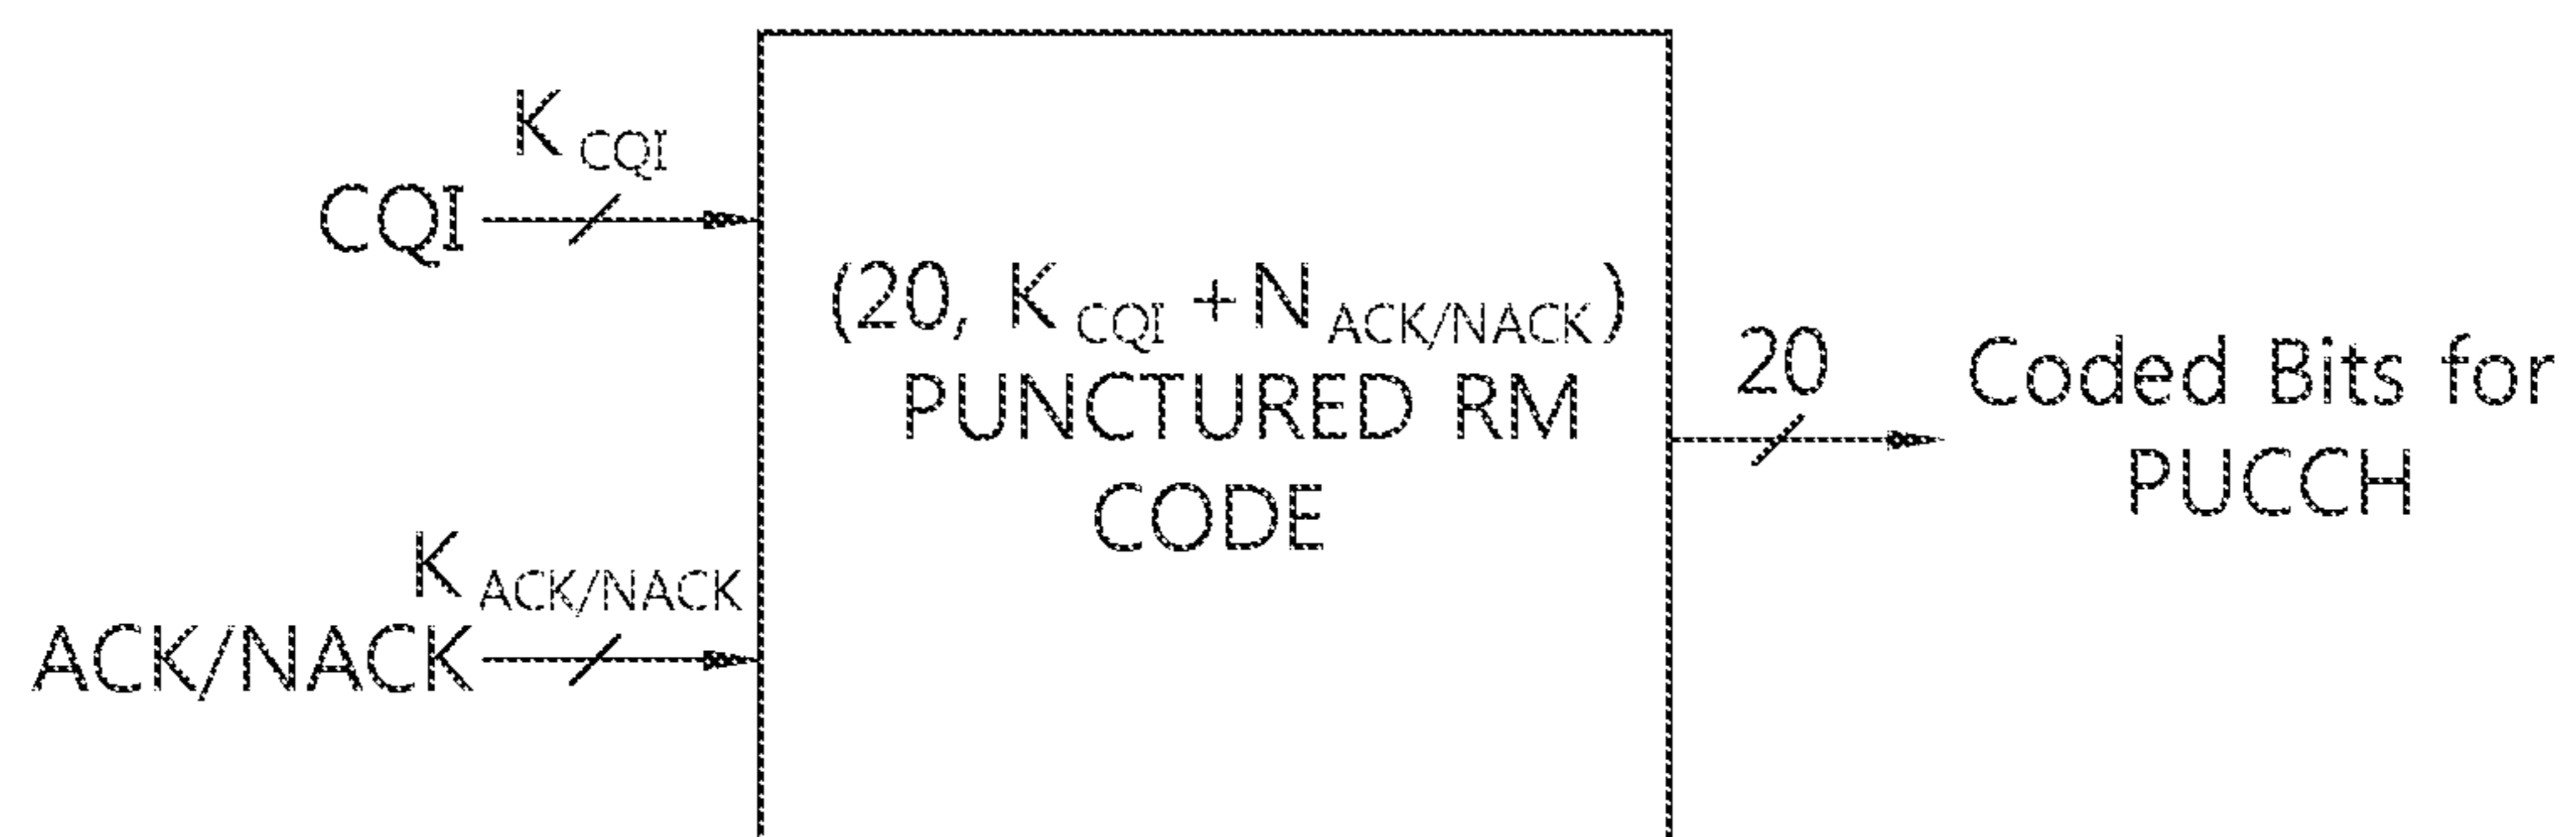 K CQI
CQI
(20, K CQI +N ACK/NACK)
PUNCTURED RM
CODE
20
Coded Bits for
PUCCH
K ACK/NACK
ACK/NACK